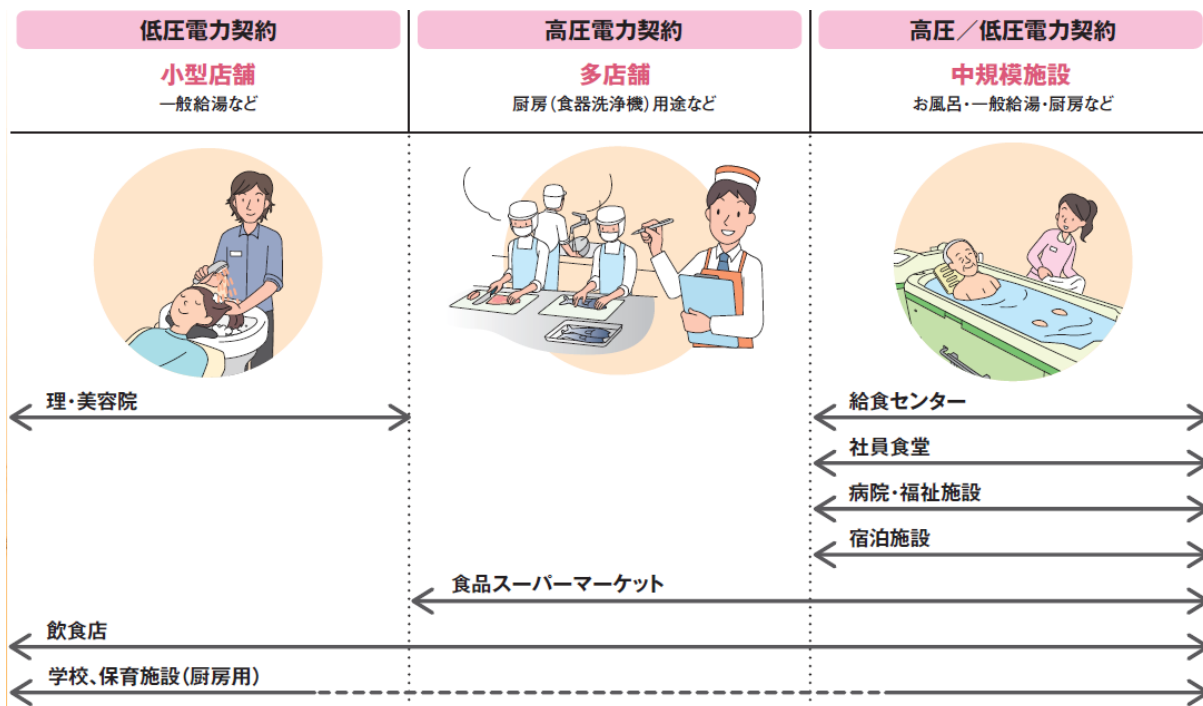 低圧電力契約
高圧電力契約
高圧／低圧電力契約
小型店舗
一般給湯など
多店舗
厨房(食器洗浄機)用途など
中規模施設
お風呂・一般給湯・厨房など
理・美容院
給食センター
社員食堂
病院・福祉施設
宿泊施設
食品スーパーマーケット
飲食店
学校、保育施設(厨房用)